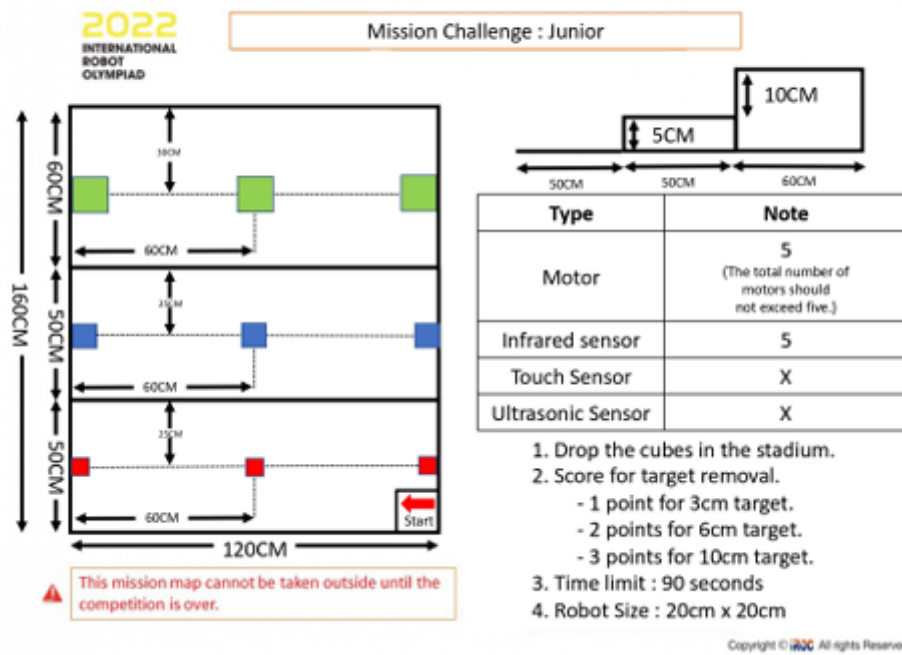 2022
INTERNATIONAL
ROBOT
OLYMPIAD
Mission Challenge : Junior
10CM
5CM
50CM
50CM
60CM
160CM
60CM
60CM
50CM
25CM
60CM
50CM
25CM
60CM
Start
120CM
Type Note
Motor 5
(The total number of
motors should
not exceed five.)
Infrared sensor 5
Touch Sensor X
Ultrasonic Sensor X
1. Drop the cubes in the stadium.
2. Score for target removal.
- 1 point for 3cm target.
- 2 points for 6cm target.
- 3 points for 10cm target.
3. Time limit : 90 seconds
4. Robot Size : 20cm x 20cm
This mission map cannot be taken outside until the
competition is over.
Copyright © All rights Reserve